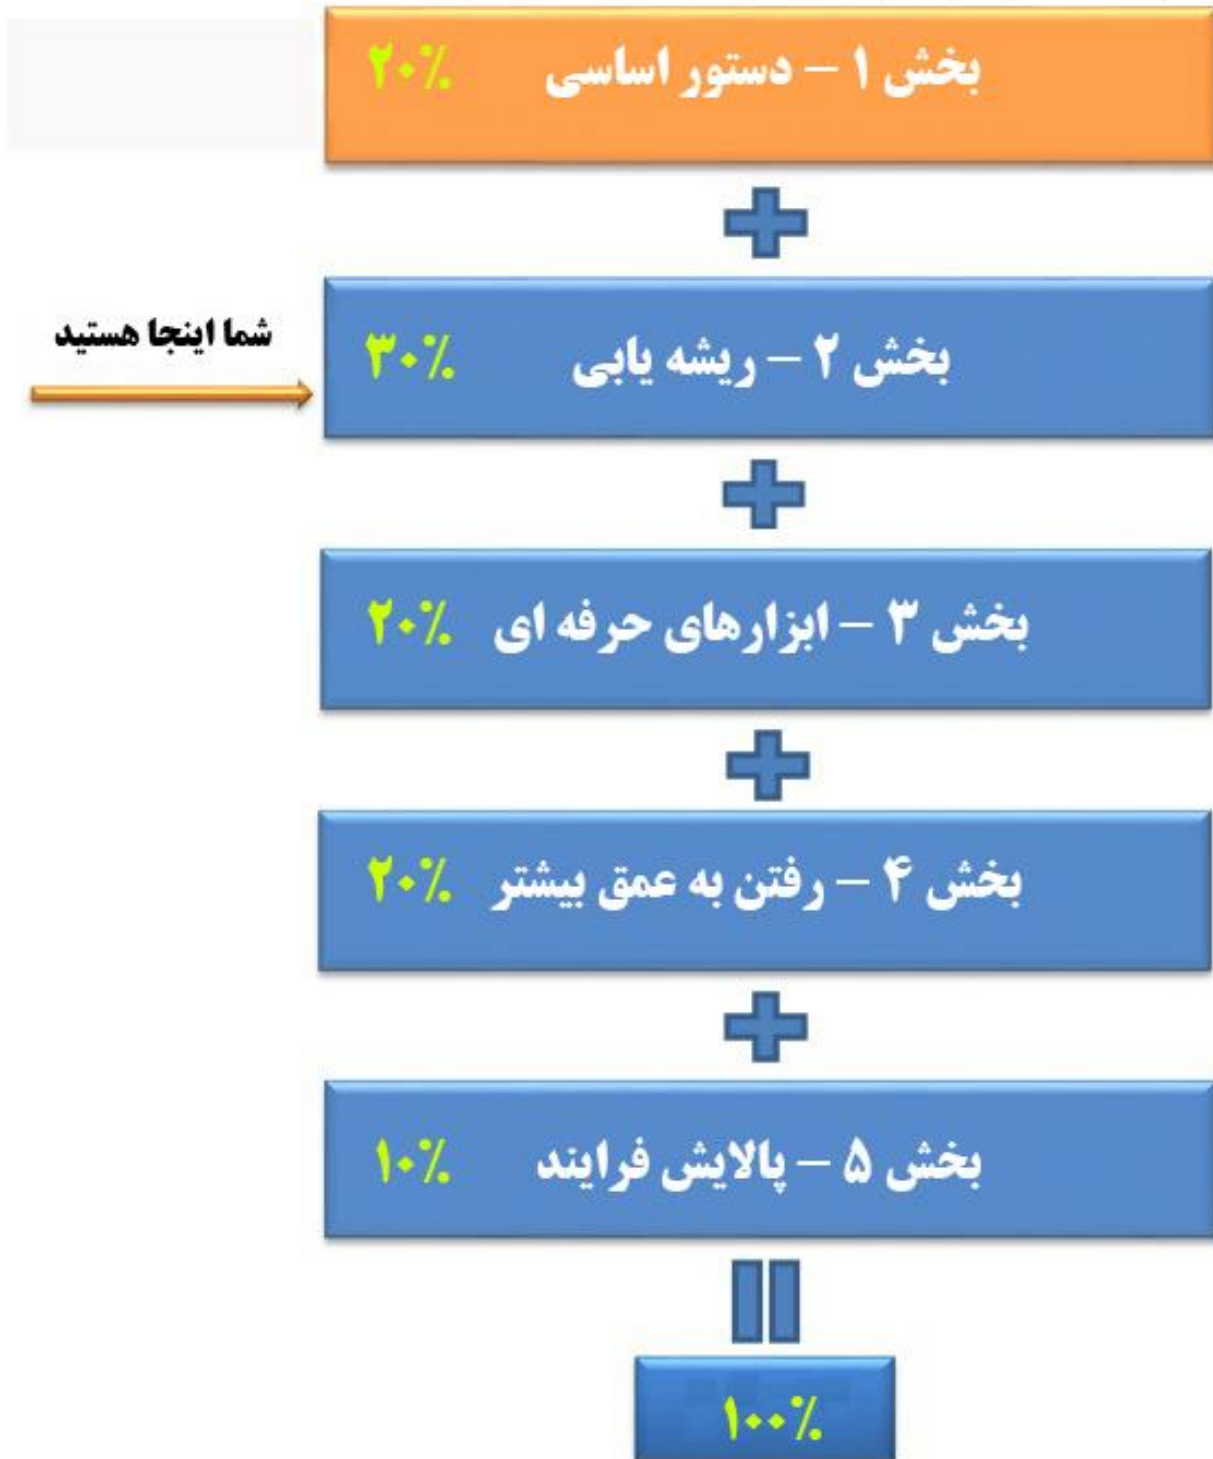 بخش ۱ – دستور اساسی ۲۰%
شما اینجا هستید
بخش ۲ – ریشه یابی ۳۰%
بخش ۳ – ابزارهای حرفه ای ۲۰%
بخش ۴ – رفتن به عمق بیشتر ۲۰%
بخش ۵ – پالایش فرایند ۱۰%
۱۰۰%